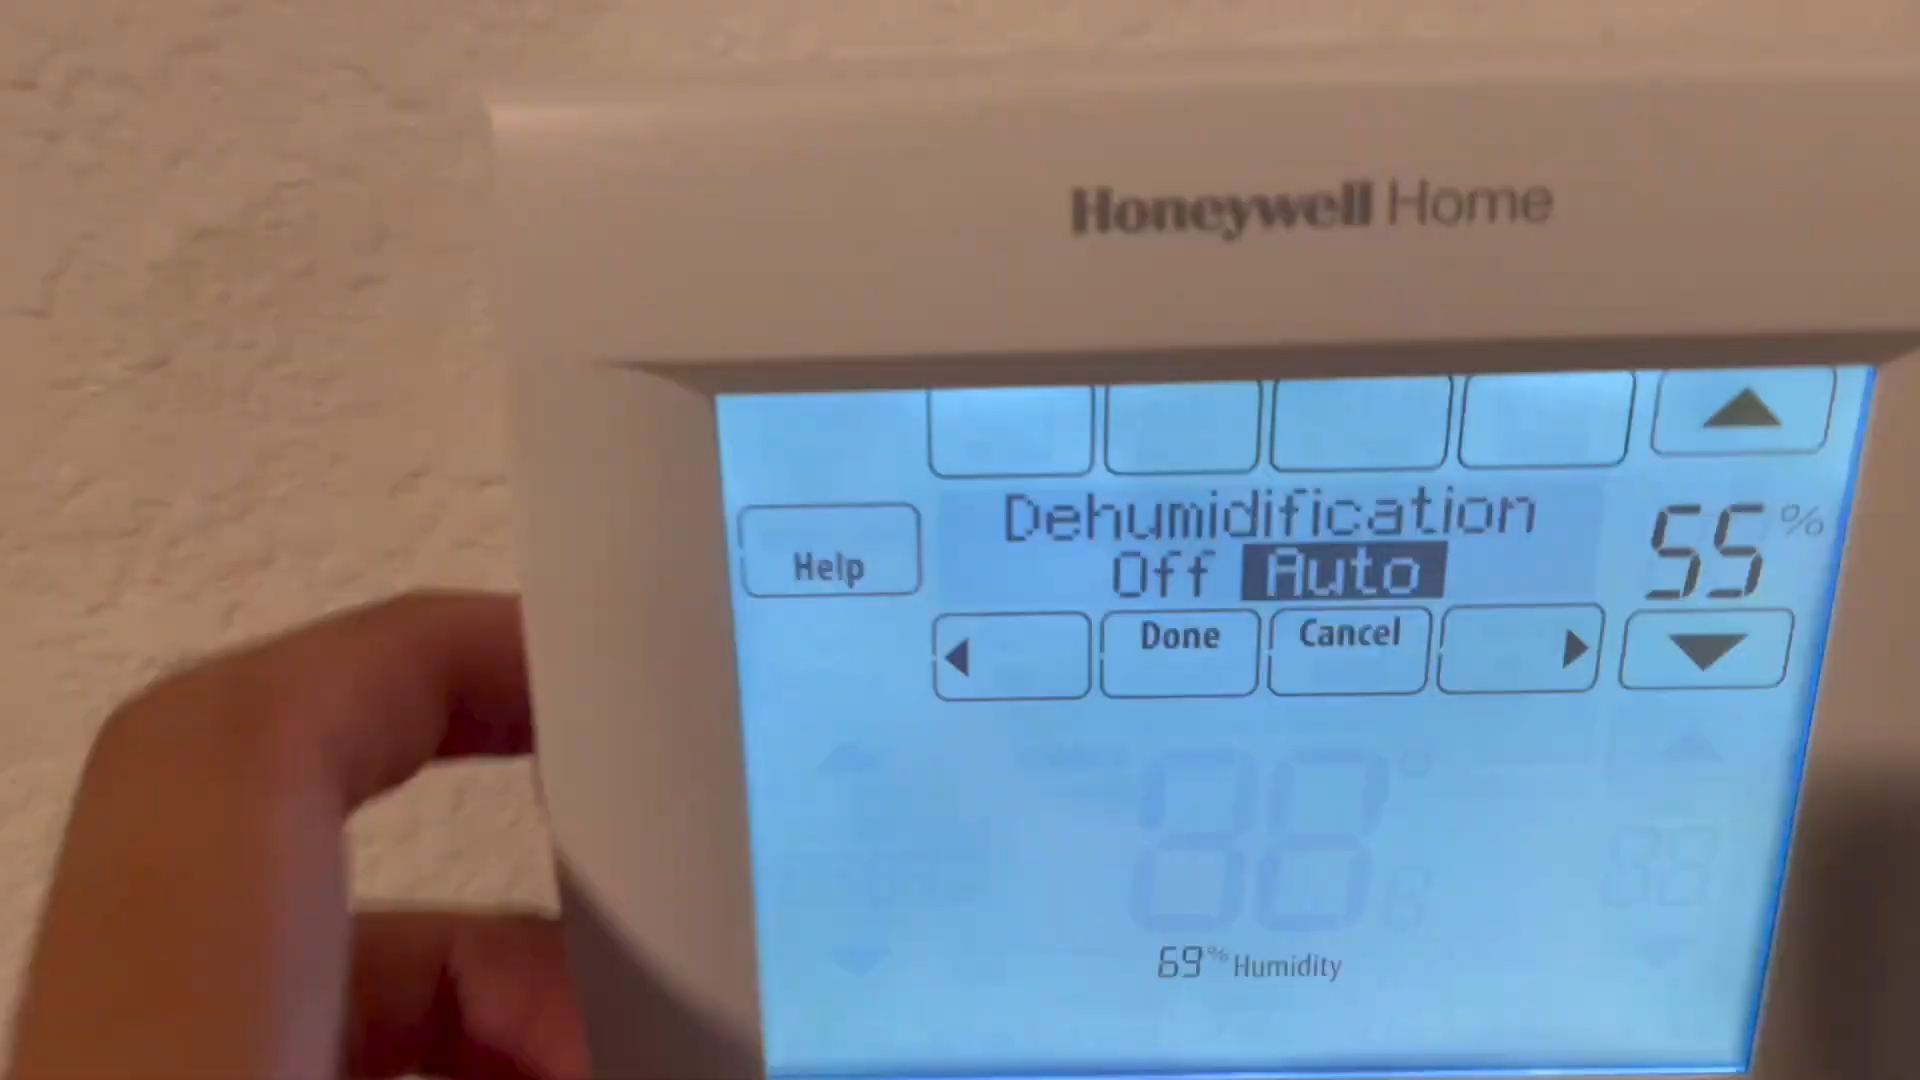 Honeywell Home
Dehumidification
55%
Help
Off Auto
Done
Cancel
69% Humidity